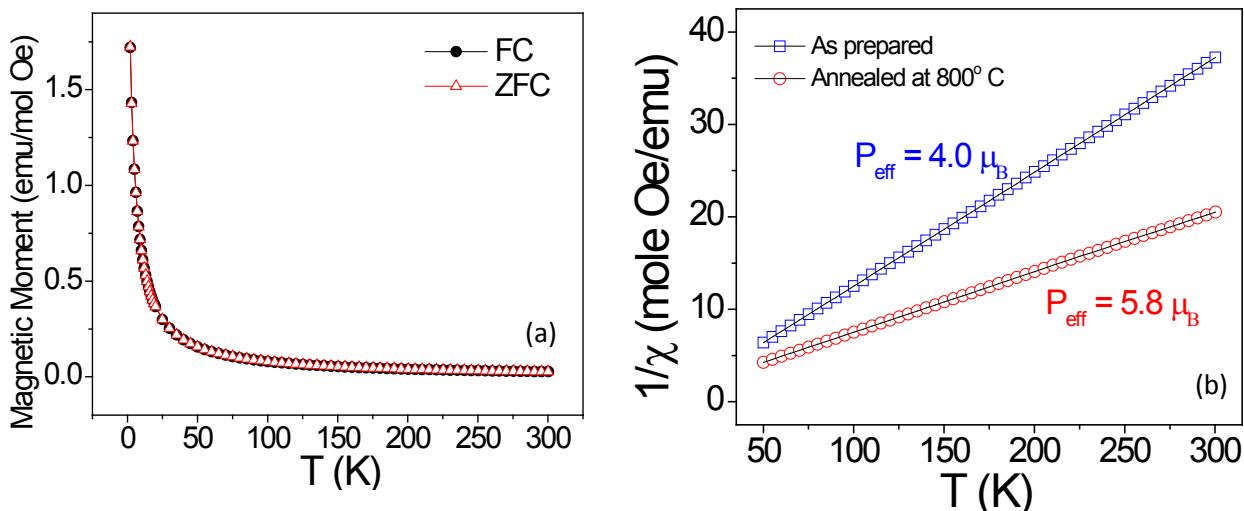 Magnetic Moment (emu/mol Oe)
1.5
1.0
0.5
0.0
FC
ZFC
(a)
0 50 100 150 200 250 300
T (K)
1/χ (mole Oe/emu)
40
30
20
10
0
As prepared
Annealed at 800° C
P_eff = 4.0 μ_B
P_eff = 5.8 μ_B
(b)
50 100 150 200 250 300
T (K)